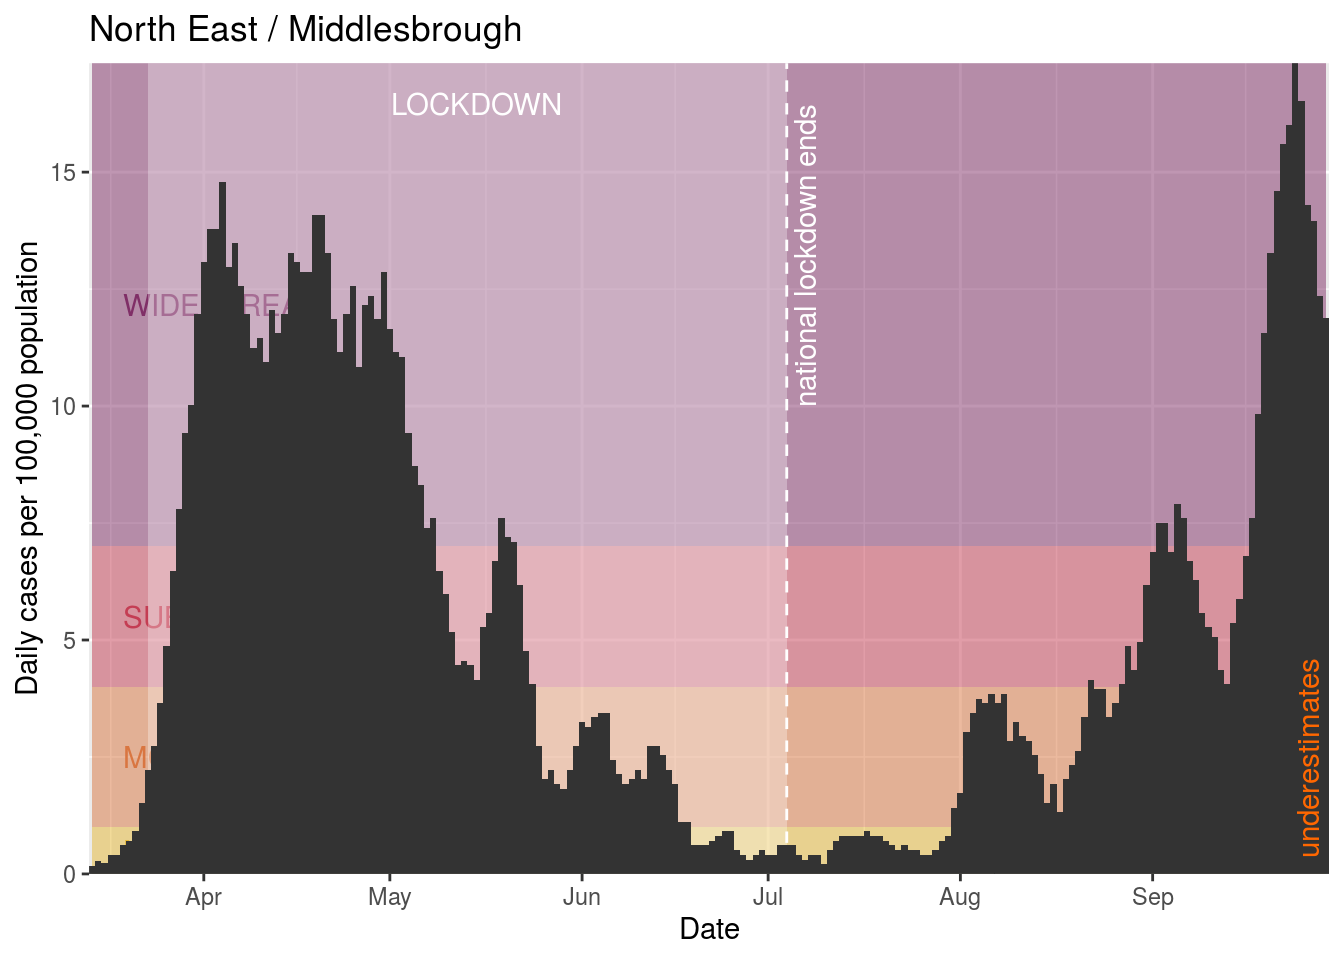 North East / Middlesbrough
LOCKDOWN
national lockdown ends
underestimates
Daily cases per 100,000 population
15
10
5
0
Apr
May
Jun
Jul
Aug
Sep
Date